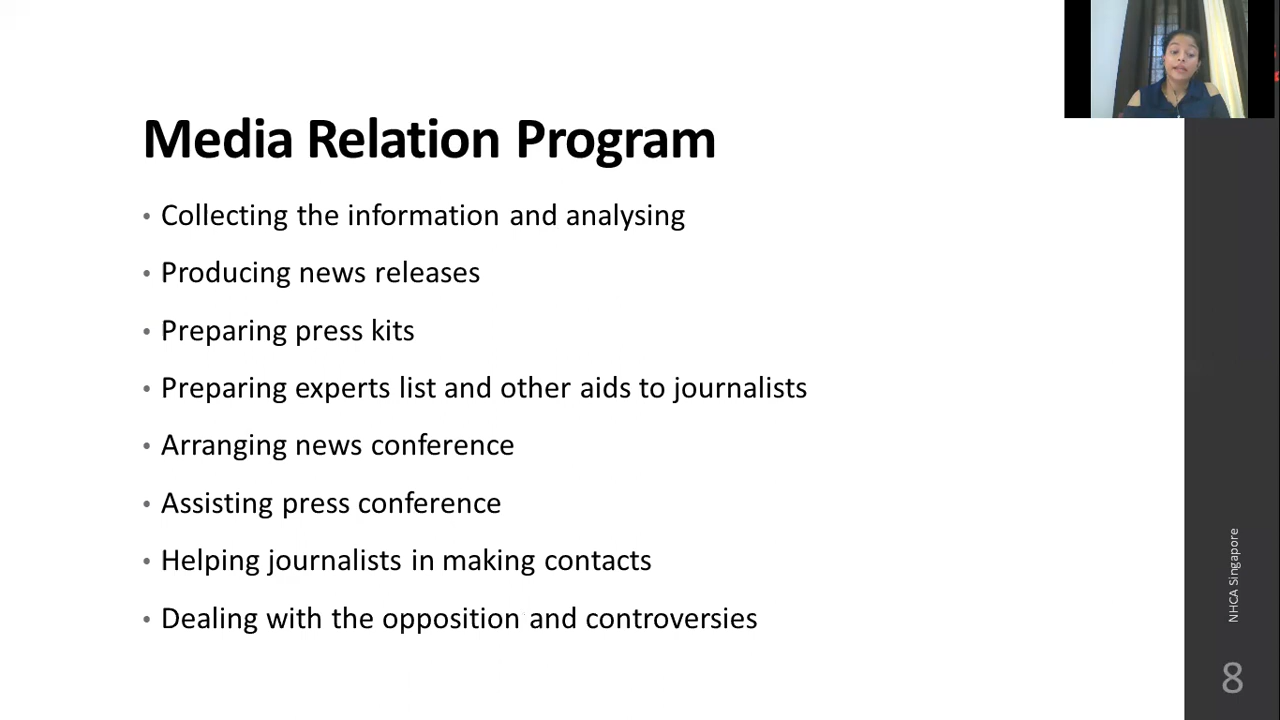 Media Relation Program
• Collecting the information and analysing
• Producing news releases
• Preparing press kits
• Preparing experts list and other aids to journalists
• Arranging news conference
• Assisting press conference
• Helping journalists in making contacts
• Dealing with the opposition and controversies
NHCA Singapore
8